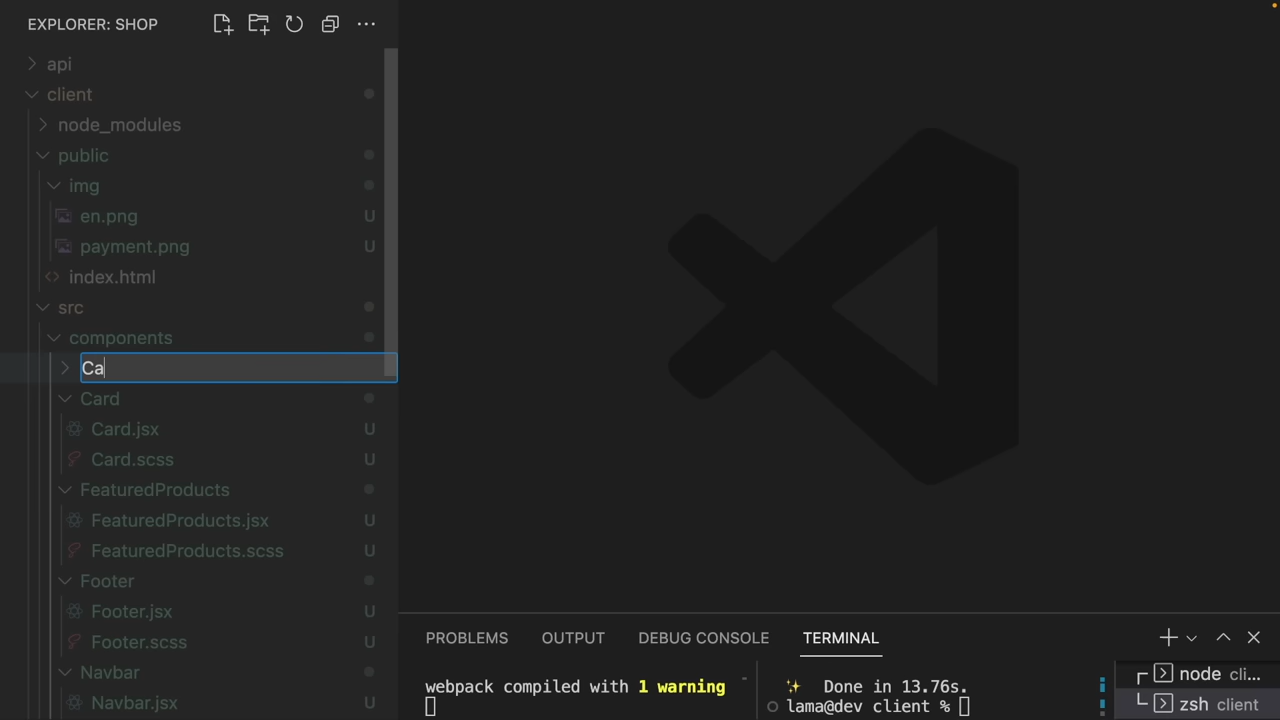 EXPLORER: SHOP
api
client
node_modules
public
img
en.png U
payment.png U
index.html
src
components
Ca
Card
Card.jsx U
Card.scss U
FeaturedProducts
FeaturedProducts.jsx U
FeaturedProducts.scss U
Footer
Footer.jsx U
Footer.scss U
Navbar
Navbar.jsx U
PROBLEMS OUTPUT DEBUG CONSOLE TERMINAL
webpack compiled with 1 warning
✨ Done in 13.76s.
lama@dev client %
node cli...
zsh client